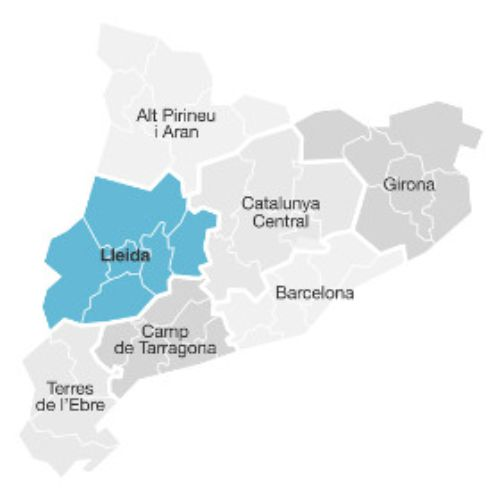 Alt Pirineu
i Aran
Girona
Catalunya
Central
Lleida
Barcelona
Camp
de Tarragona
Terres
de l'Ebre